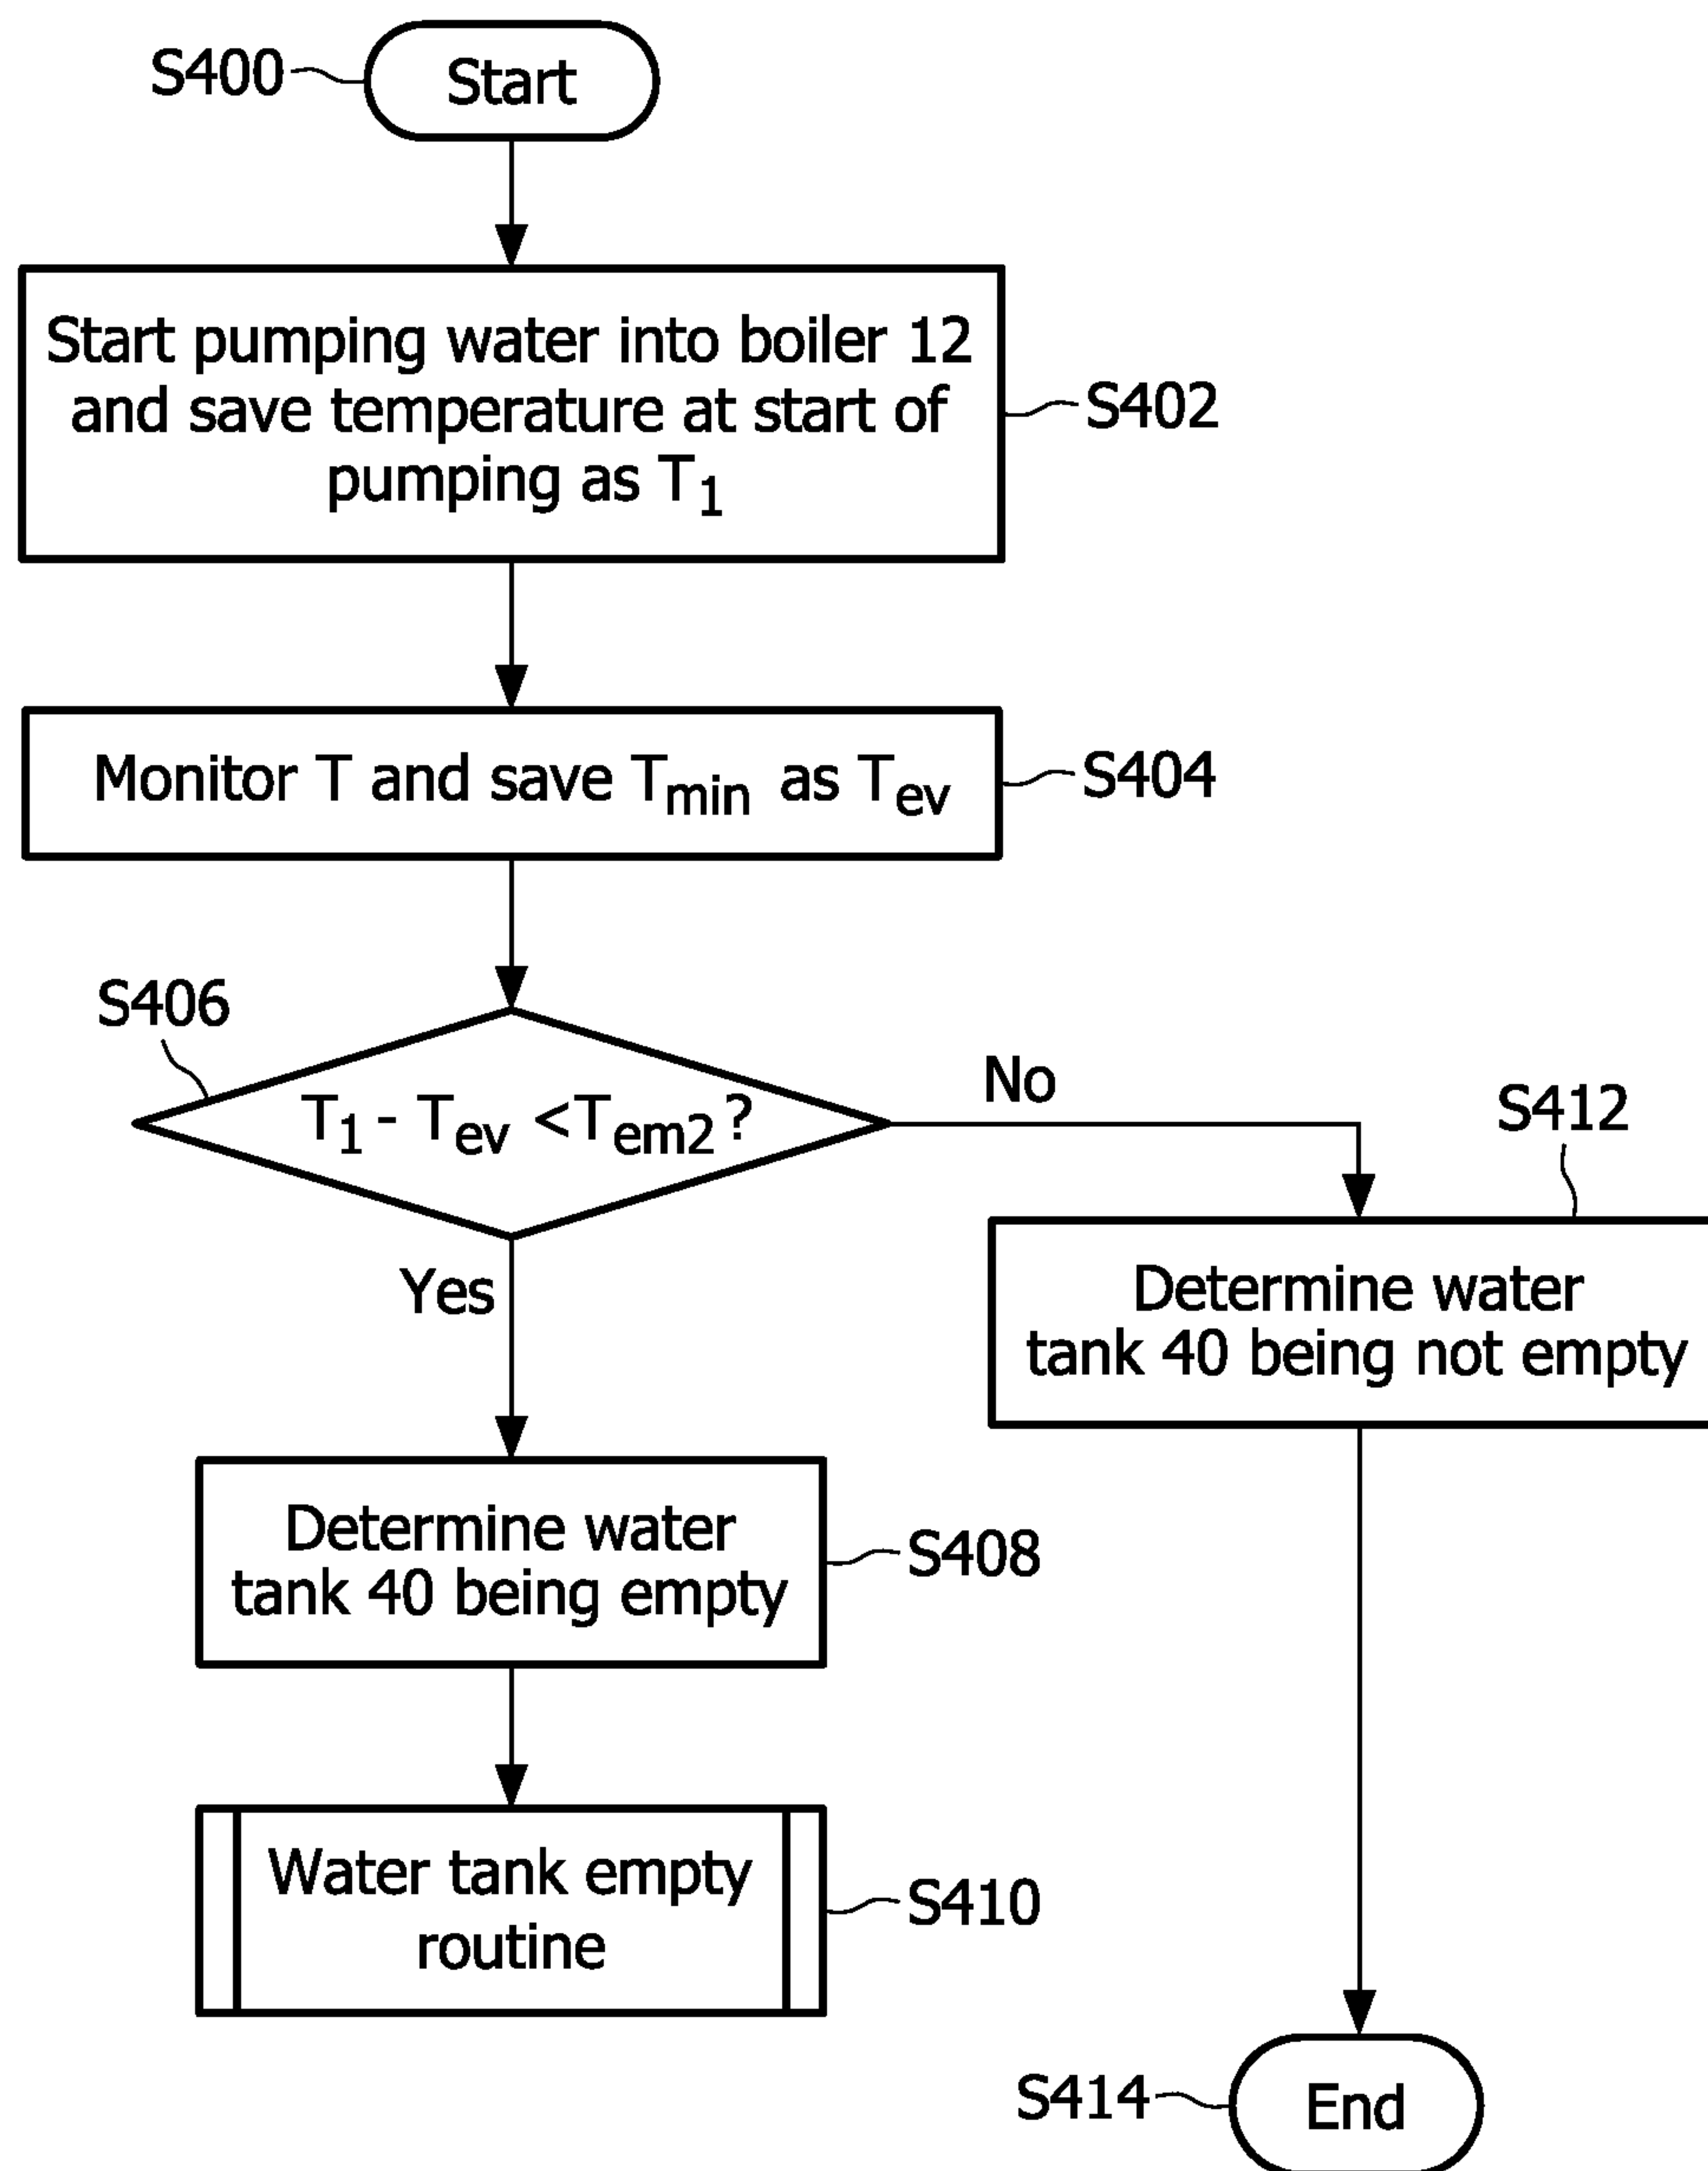 S400
Start
Start pumping water into boiler 12
and save temperature at start of
pumping as T1
S402
Monitor T and save Tmin as Tev
S404
S406
T1 - Tev <Tem2 ?
No
Yes
S412
Determine water
tank 40 being not empty
Determine water
tank 40 being empty
S408
Water tank empty
routine
S410
S414
End